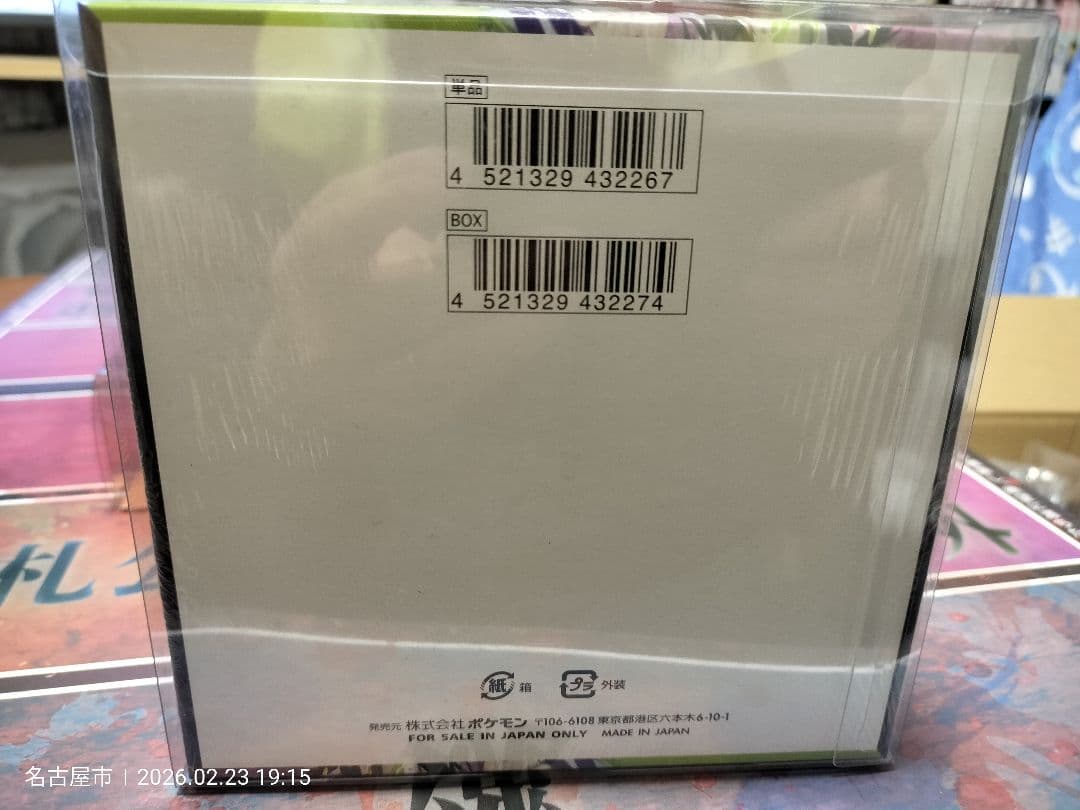 単品
4 521329 432267
BOX
4 521329 432274
紙 箱 プラ 外装
発売元 株式会社ポケモン 〒106-6108 東京都港区六本木6-10-1
FOR SALE IN JAPAN ONLY MADE IN JAPAN
札
名古屋市 | 2026.02.23 19:15